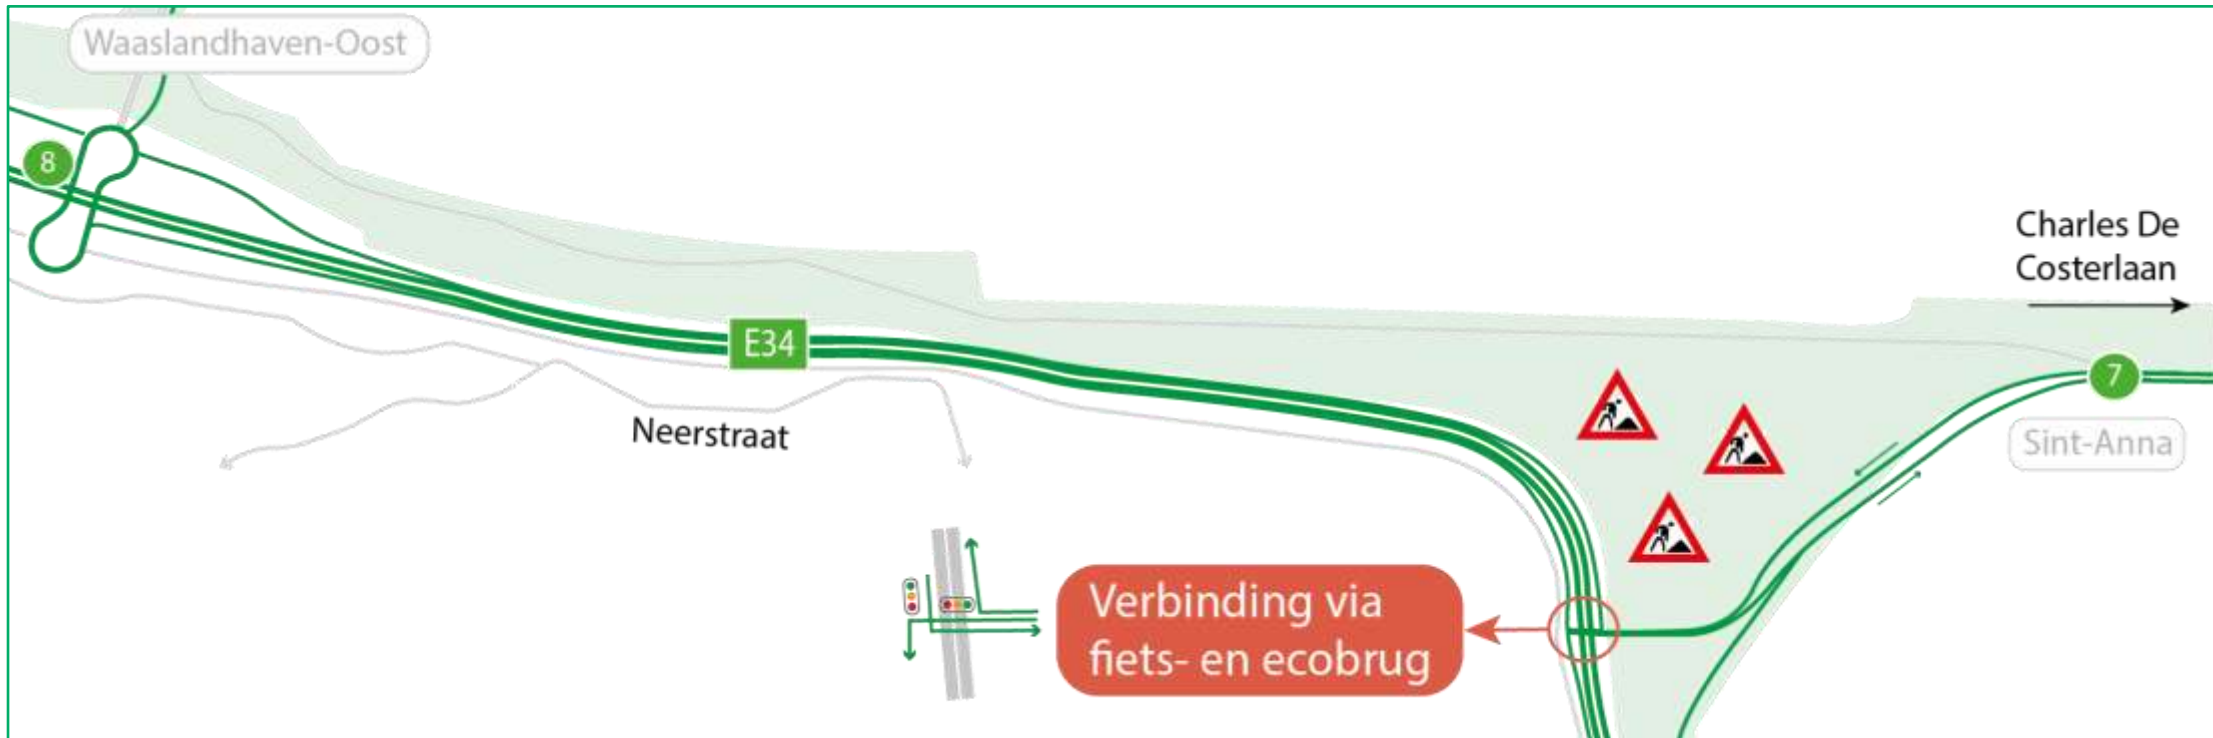 Waaslandhaven-Oost
8
Charles De
Costerlaan
E34
7
Neerstraat
Sint-Anna
Verbinding via
fiets- en ecobrug